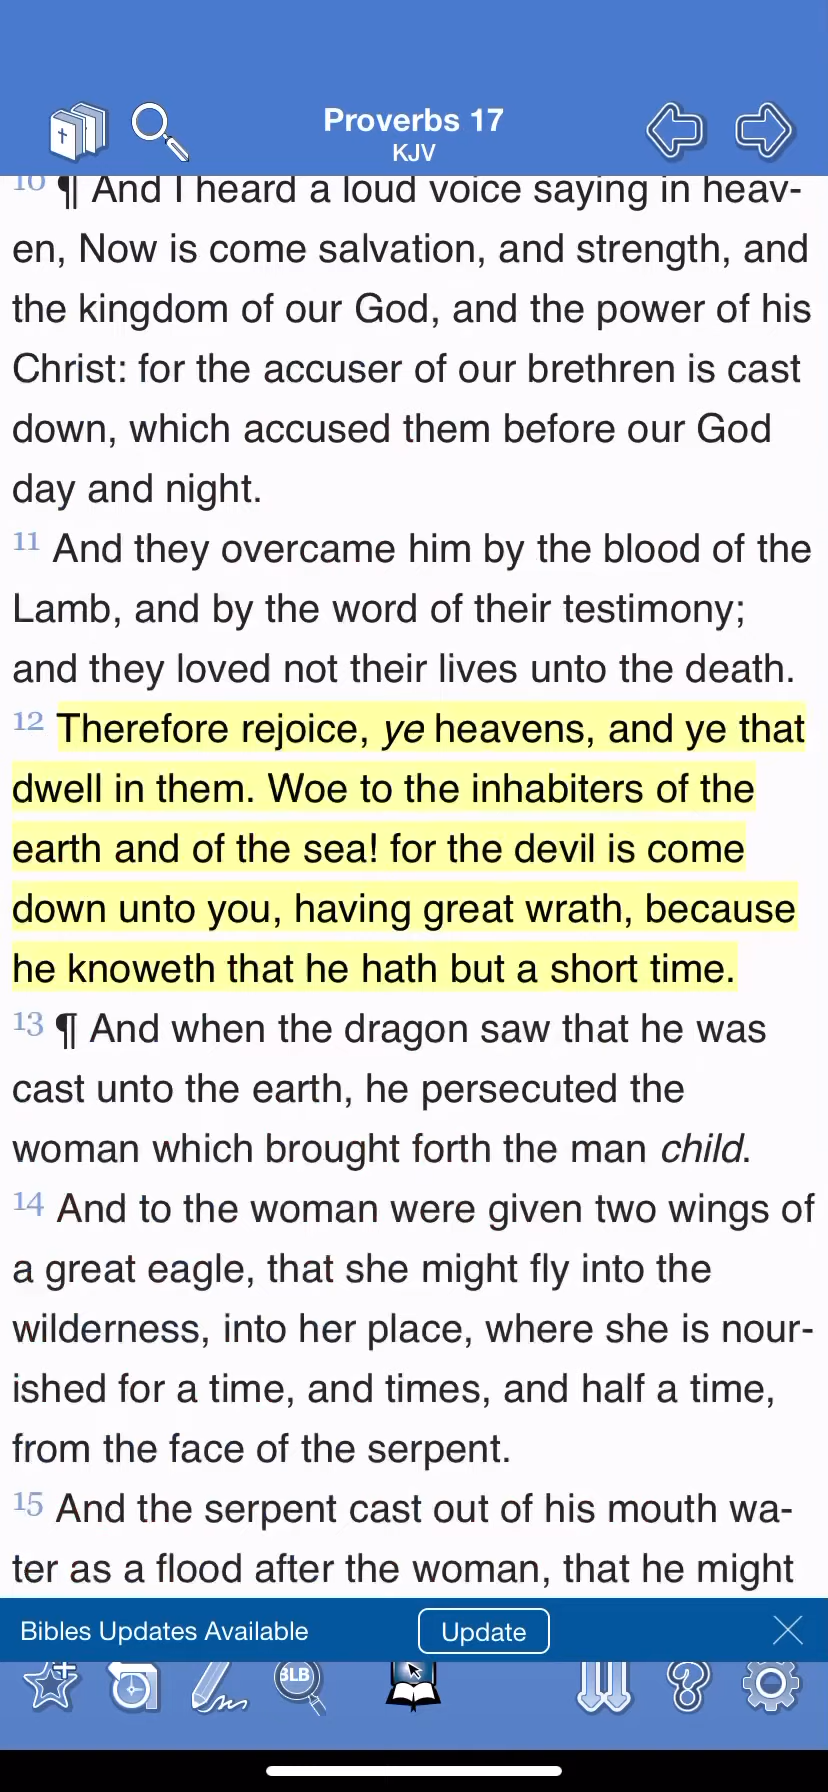 Proverbs 17
KJV
10 ¶ And I heard a loud voice saying in heav-
en, Now is come salvation, and strength, and
the kingdom of our God, and the power of his
Christ: for the accuser of our brethren is cast
down, which accused them before our God
day and night.
11 And they overcame him by the blood of the
Lamb, and by the word of their testimony;
and they loved not their lives unto the death.
12 Therefore rejoice, ye heavens, and ye that
dwell in them. Woe to the inhabiters of the
earth and of the sea! for the devil is come
down unto you, having great wrath, because
he knoweth that he hath but a short time.
13 ¶ And when the dragon saw that he was
cast unto the earth, he persecuted the
woman which brought forth the man child.
14 And to the woman were given two wings of
a great eagle, that she might fly into the
wilderness, into her place, where she is nour-
ished for a time, and times, and half a time,
from the face of the serpent.
15 And the serpent cast out of his mouth wa-
ter as a flood after the woman, that he might
Bibles Updates Available Update
BLB